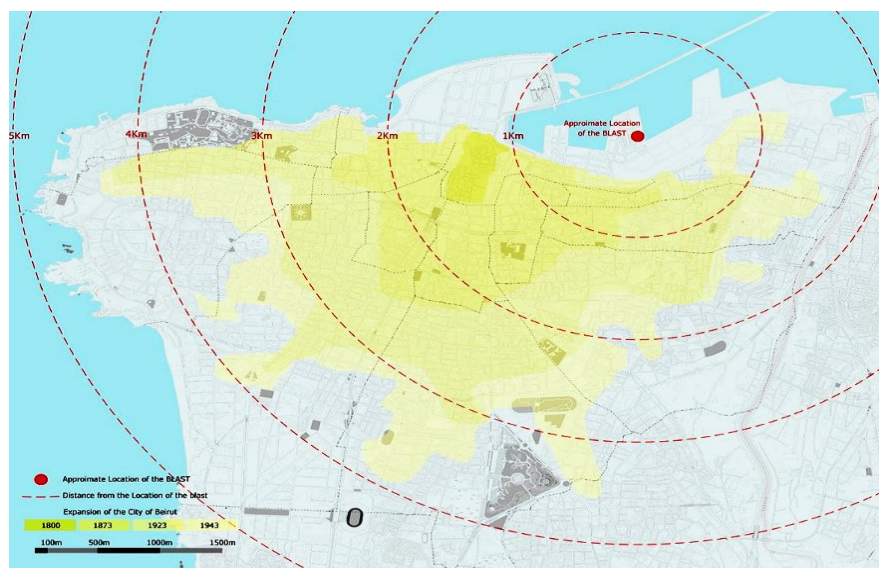 5Km
4Km
3Km
2Km
1Km
Approimate Location
of the BLAST
Approimate Location of the BLAST
Distance from the Location of the blast
Expansion of the City of Beirut
1800 1873 1923 1943
100m 500m 1000m 1500m